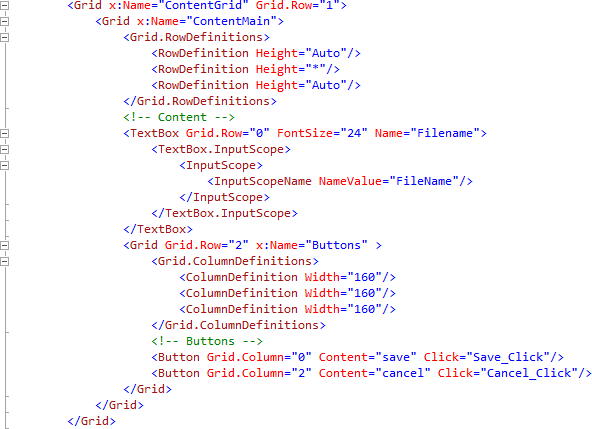 <Grid x:Name="ContentGrid" Grid.Row="1">
<Grid x:Name="ContentMain">
<Grid.RowDefinitions>
<RowDefinition Height="Auto"/>
<RowDefinition Height="*"/>
<RowDefinition Height="Auto"/>
</Grid.RowDefinitions>
<!-- Content -->
<TextBox Grid.Row="0" FontSize="24" Name="Filename">
<TextBox.InputScope>
<InputScope>
<InputScopeName NameValue="FileName"/>
</InputScope>
</TextBox.InputScope>
</TextBox>
<Grid Grid.Row="2" x:Name="Buttons" >
<Grid.ColumnDefinitions>
<ColumnDefinition Width="160"/>
<ColumnDefinition Width="160"/>
<ColumnDefinition Width="160"/>
</Grid.ColumnDefinitions>
<!-- Buttons -->
<Button Grid.Column="0" Content="save" Click="Save_Click"/>
<Button Grid.Column="2" Content="cancel" Click="Cancel_Click"/>
</Grid>
</Grid>
</Grid>